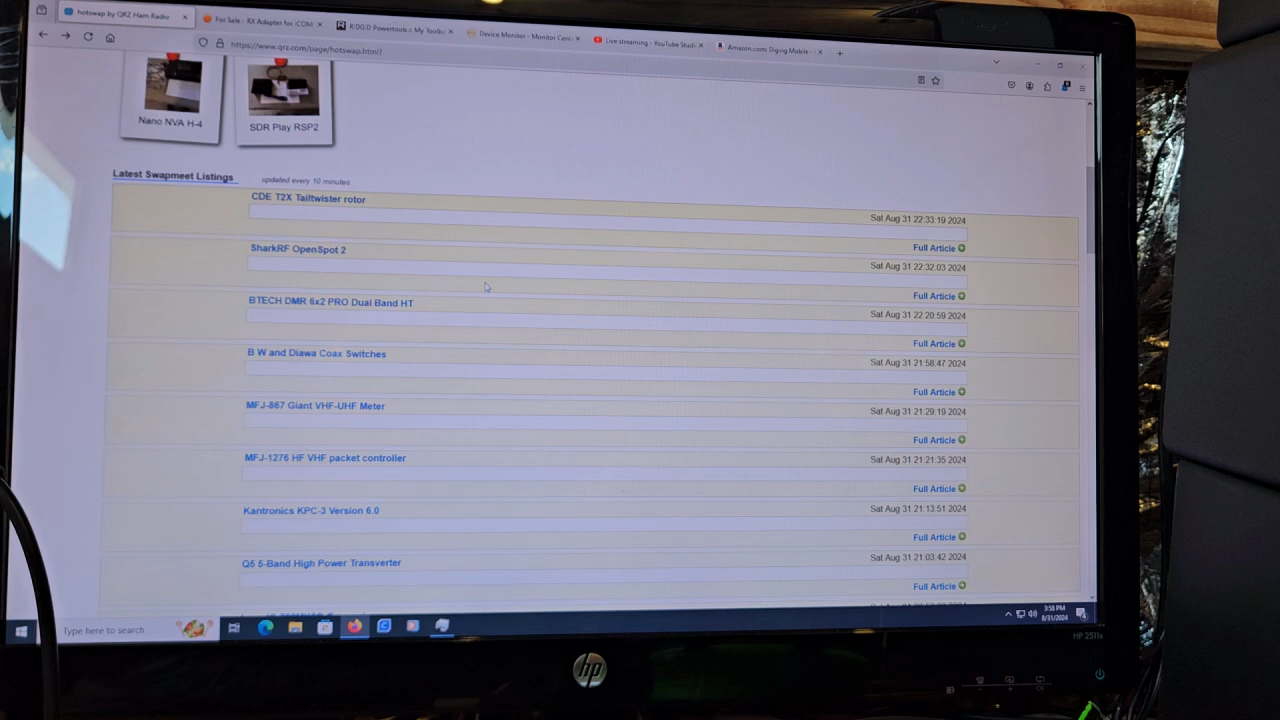 hotswap by QRZ Ham Radio
For Sale - RX Adapter for iCOM
My Toolbo
Device Monitor - Monitor Cent
Live streaming - YouTube Studi
Amazon.com: Digirig Mobile
https://www.qrz.com/page/hotswap.html?
Nano NVA H-4
SDR Play RSP2
Latest Swapmeet Listings
updated every 10 minutes
CDE T2X Tailtwister rotor
Sat Aug 31 22:33:19 2024
Full Article
SharkRF OpenSpot 2
Sat Aug 31 22:32:03 2024
Full Article
BTECH DMR 6x2 PRO Dual Band HT
Sat Aug 31 22:20:59 2024
Full Article
B W and Diawa Coax Switches
Sat Aug 31 21:58:47 2024
Full Article
MFJ-867 Giant VHF-UHF Meter
Sat Aug 31 21:29:19 2024
Full Article
MFJ-1276 HF VHF packet controller
Sat Aug 31 21:21:35 2024
Full Article
Kantronics KPC-3 Version 6.0
Sat Aug 31 21:13:51 2024
Full Article
Q5 5-Band High Power Transverter
Sat Aug 31 21:03:42 2024
Full Article
Type here to search
3:58 PM
8/31/2024
HP 2511x
hp